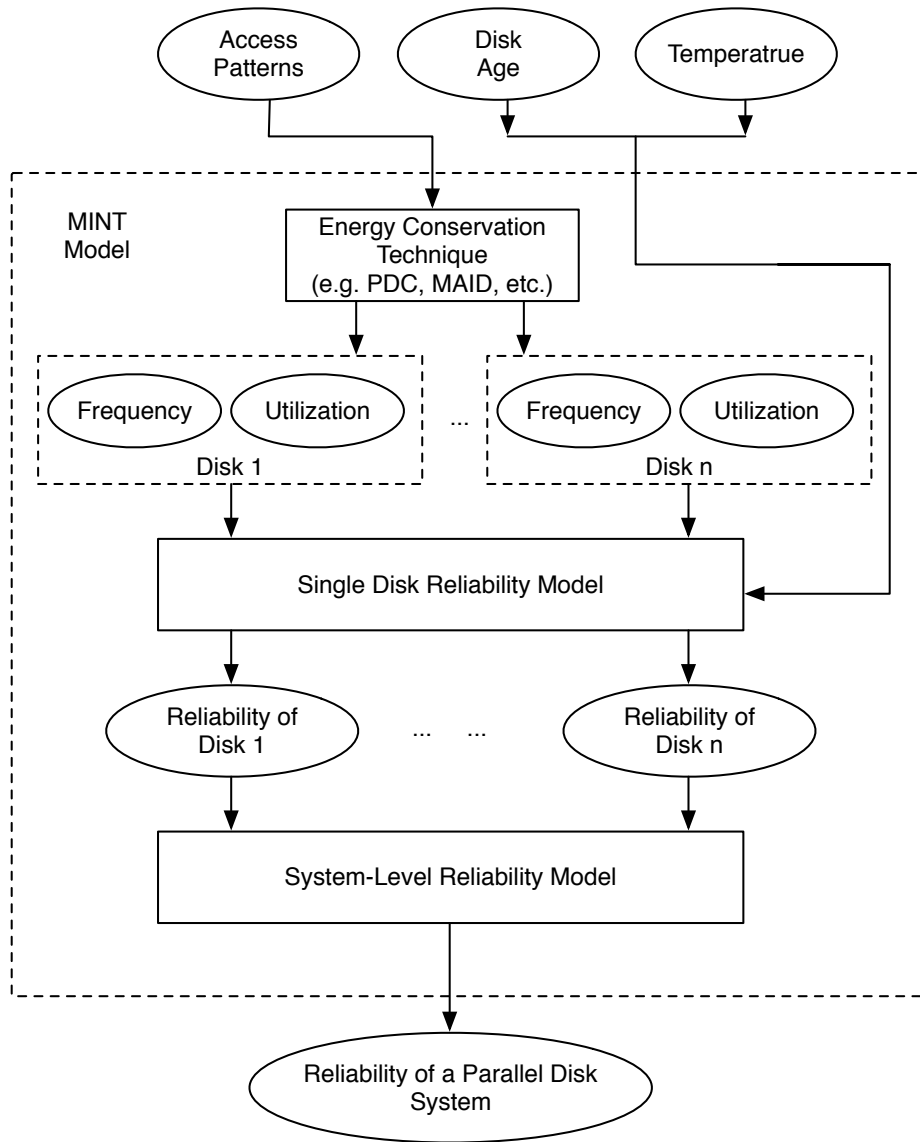 Access
Patterns
Disk
Age
Temperatrue
MINT
Model
Energy Conservation
Technique
(e.g. PDC, MAID, etc.)
Frequency
Utilization
Disk 1
...
Frequency
Utilization
Disk n
Single Disk Reliability Model
Reliability of
Disk 1
... ...
Reliability of
Disk n
System-Level Reliability Model
Reliability of a Parallel Disk
System